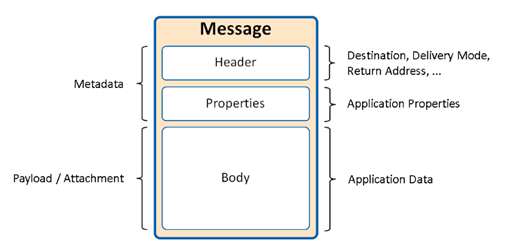 Message
Header
Destination, Delivery Mode,
Return Address, ...
Metadata
Properties
Application Properties
Payload / Attachment
Body
Application Data